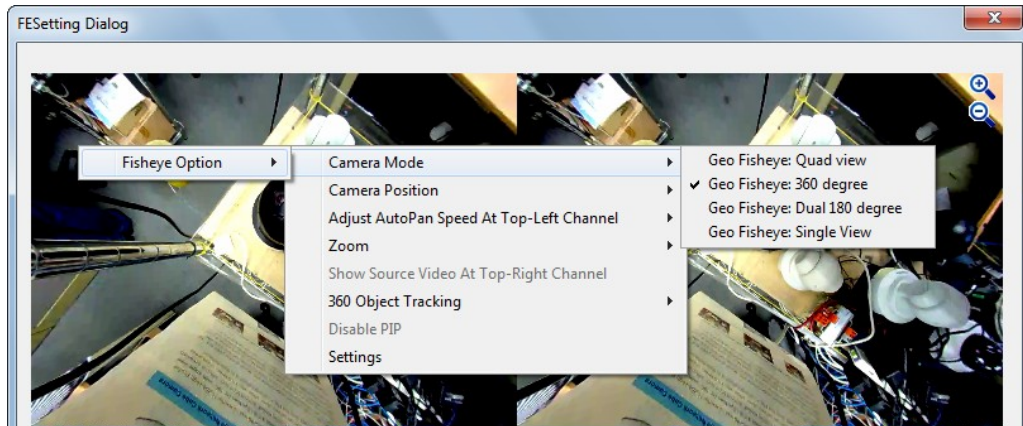 FESetting Dialog
Fisheye Option
Camera Mode
Camera Position
Adjust AutoPan Speed At Top-Left Channel
Zoom
Show Source Video At Top-Right Channel
360 Object Tracking
Disable PIP
Settings
Geo Fisheye: Quad view
Geo Fisheye: 360 degree
Geo Fisheye: Dual 180 degree
Geo Fisheye: Single View